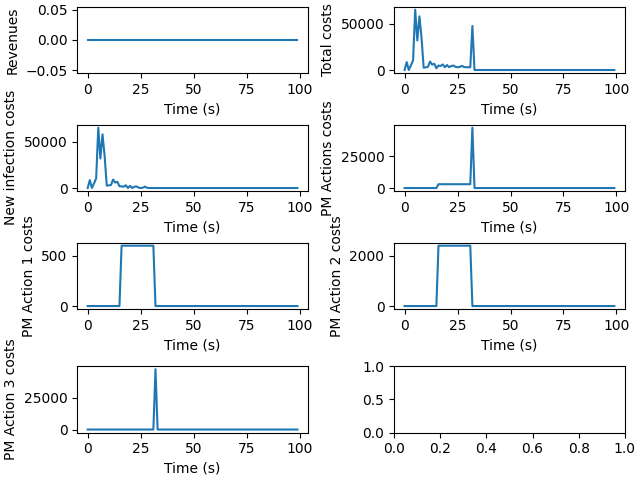 Revenues
0.05
0.00
−0.05
0 25 50 75 100
Time (s)
Total costs
50000
0
0 25 50 75 100
Time (s)
New infection costs
50000
0
0 25 50 75 100
Time (s)
PM Actions costs
25000
0
0 25 50 75 100
Time (s)
PM Action 1 costs
500
0
0 25 50 75 100
Time (s)
PM Action 2 costs
2000
0
0 25 50 75 100
Time (s)
PM Action 3 costs
25000
0
0 25 50 75 100
Time (s)
1.0
0.5
0.0
0.0 0.2 0.4 0.6 0.8 1.0